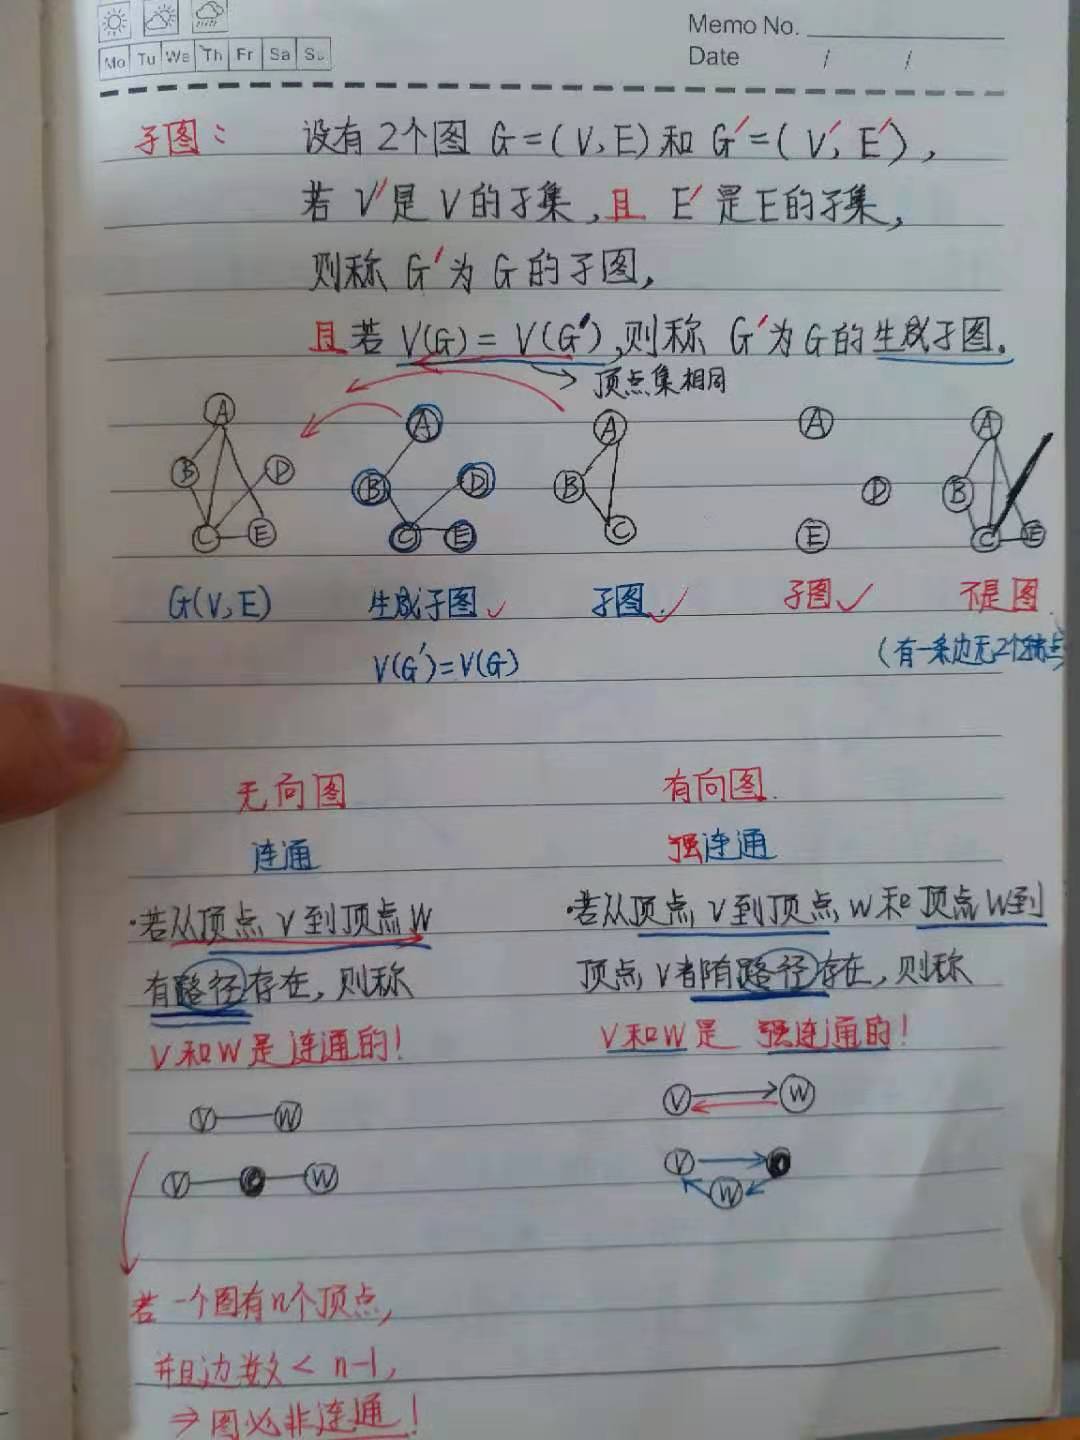 Memo No.
Mo Tu We Th Fr Sa Su
Date / /
子图: 设有2个图 G=(V,E)和 G′=(V′,E′),
若 V′是 V 的子集,且 E′是E的子集,
则称 G′为 G 的子图,
且若 V(G)=V(G′),则称 G′为G的生成子图。
顶点集相同
A A A A A
B D B D B D B
C E C E C E C E
G(V,E) 生成子图✓ 子图.✓ 子图✓ 不是图.
V(G′)=V(G) (有一条边无2个端点
无向图 有向图.
连通 强连通
·若从顶点 V到顶点W ·若从顶点 V到顶点 W和 顶点W到
有路径存在,则称 顶点 V都有路径存在,则称
V和W是连通的! V和W是 强连通的!
V W V W
V W V W
若一个图有n个顶点,
并且边数< n-1,
⇒图必非连通!